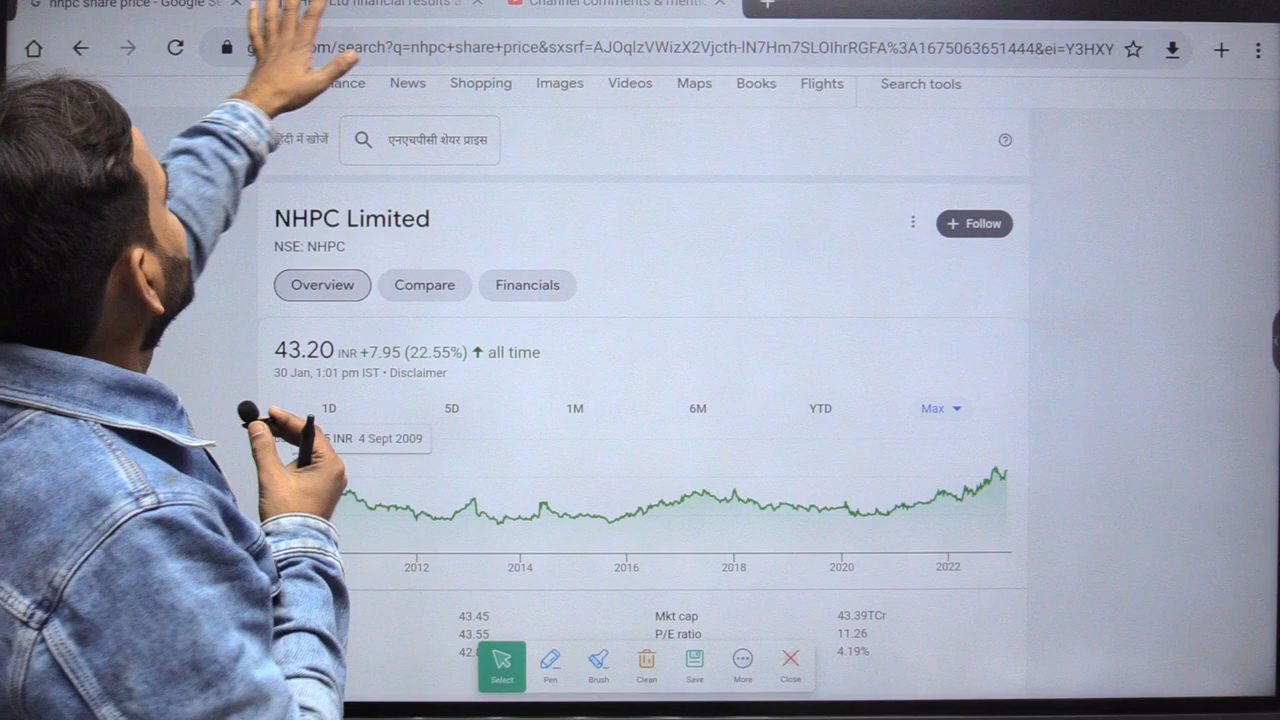 nhpc share price - Google Se
Ltd financial results a
Channel comments & menti
om/search?q=nhpc+share+price&sxsrf=AJOqlzVWizX2Vjcth-lN7Hm7SLOIhrRGFA%3A1675063651444&ei=Y3HXY
ance News Shopping Images Videos Maps Books Flights Search tools
हिंदी में खोजें एनएचपीसी शेयर प्राइस
NHPC Limited
NSE: NHPC
+ Follow
Overview Compare Financials
43.20 INR +7.95 (22.55%) ↑ all time
30 Jan, 1:01 pm IST • Disclaimer
1D 5D 1M 6M YTD Max
INR 4 Sept 2009
2012 2014 2016 2018 2020 2022
43.45 Mkt cap 43.39TCr
43.55 P/E ratio 11.26
42. 4.19%
Select Pen Brush Clean Save More Close